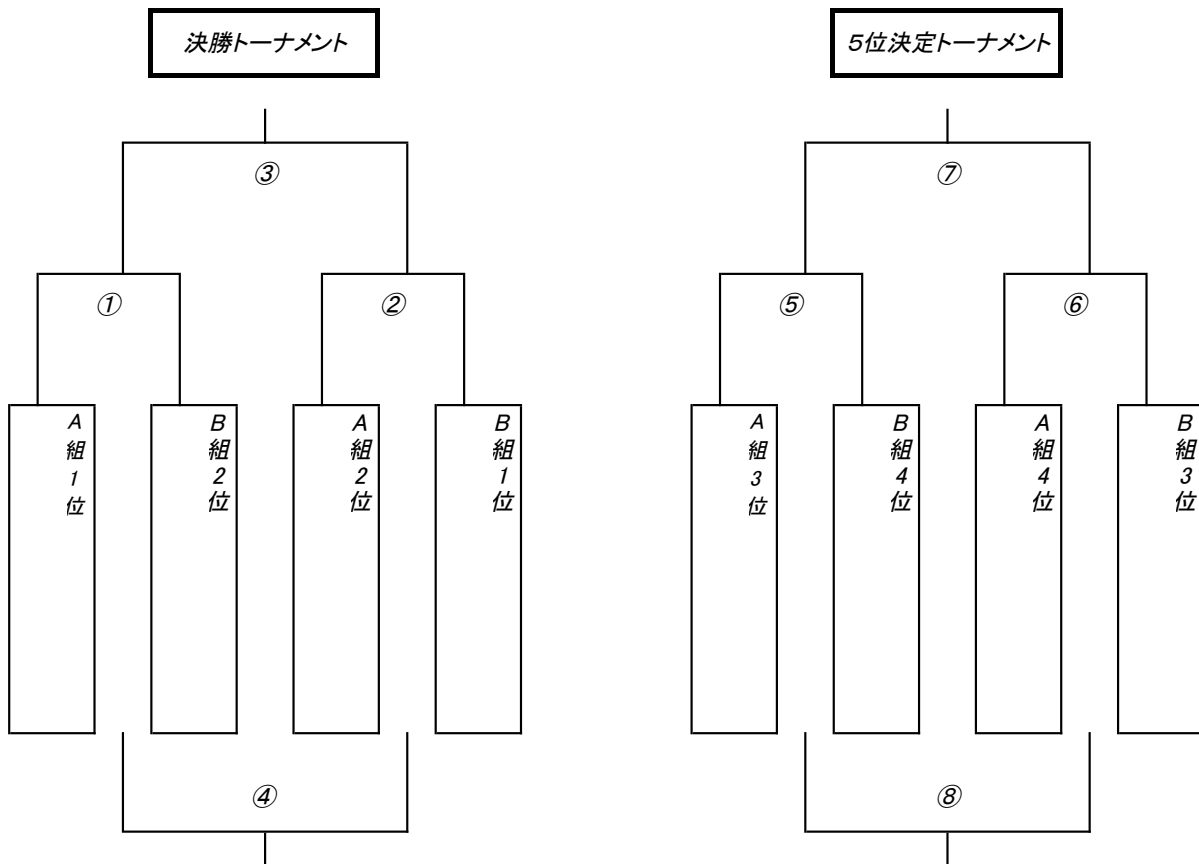 決勝トーナメント
5位決定トーナメント
③
⑦
①
②
⑤
⑥
A組1位
B組2位
A組2位
B組1位
A組3位
B組4位
A組4位
B組3位
④
⑧